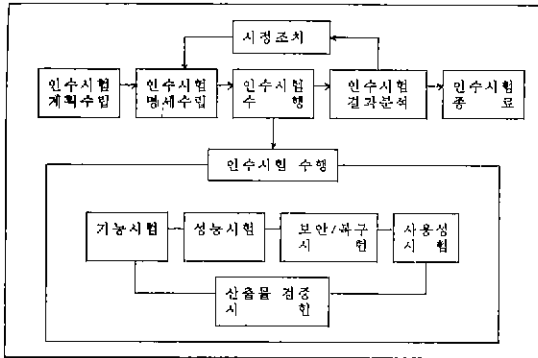 시정조치
인수시험 인수시험 인수시험 인수시험 인수시험
계획수립 명세수립 수 행 결과분석 종 료
인수시험 수행
기능시험 성능시험 보안/복구 사용성
시 험 시 험
산출물 검증
시 험